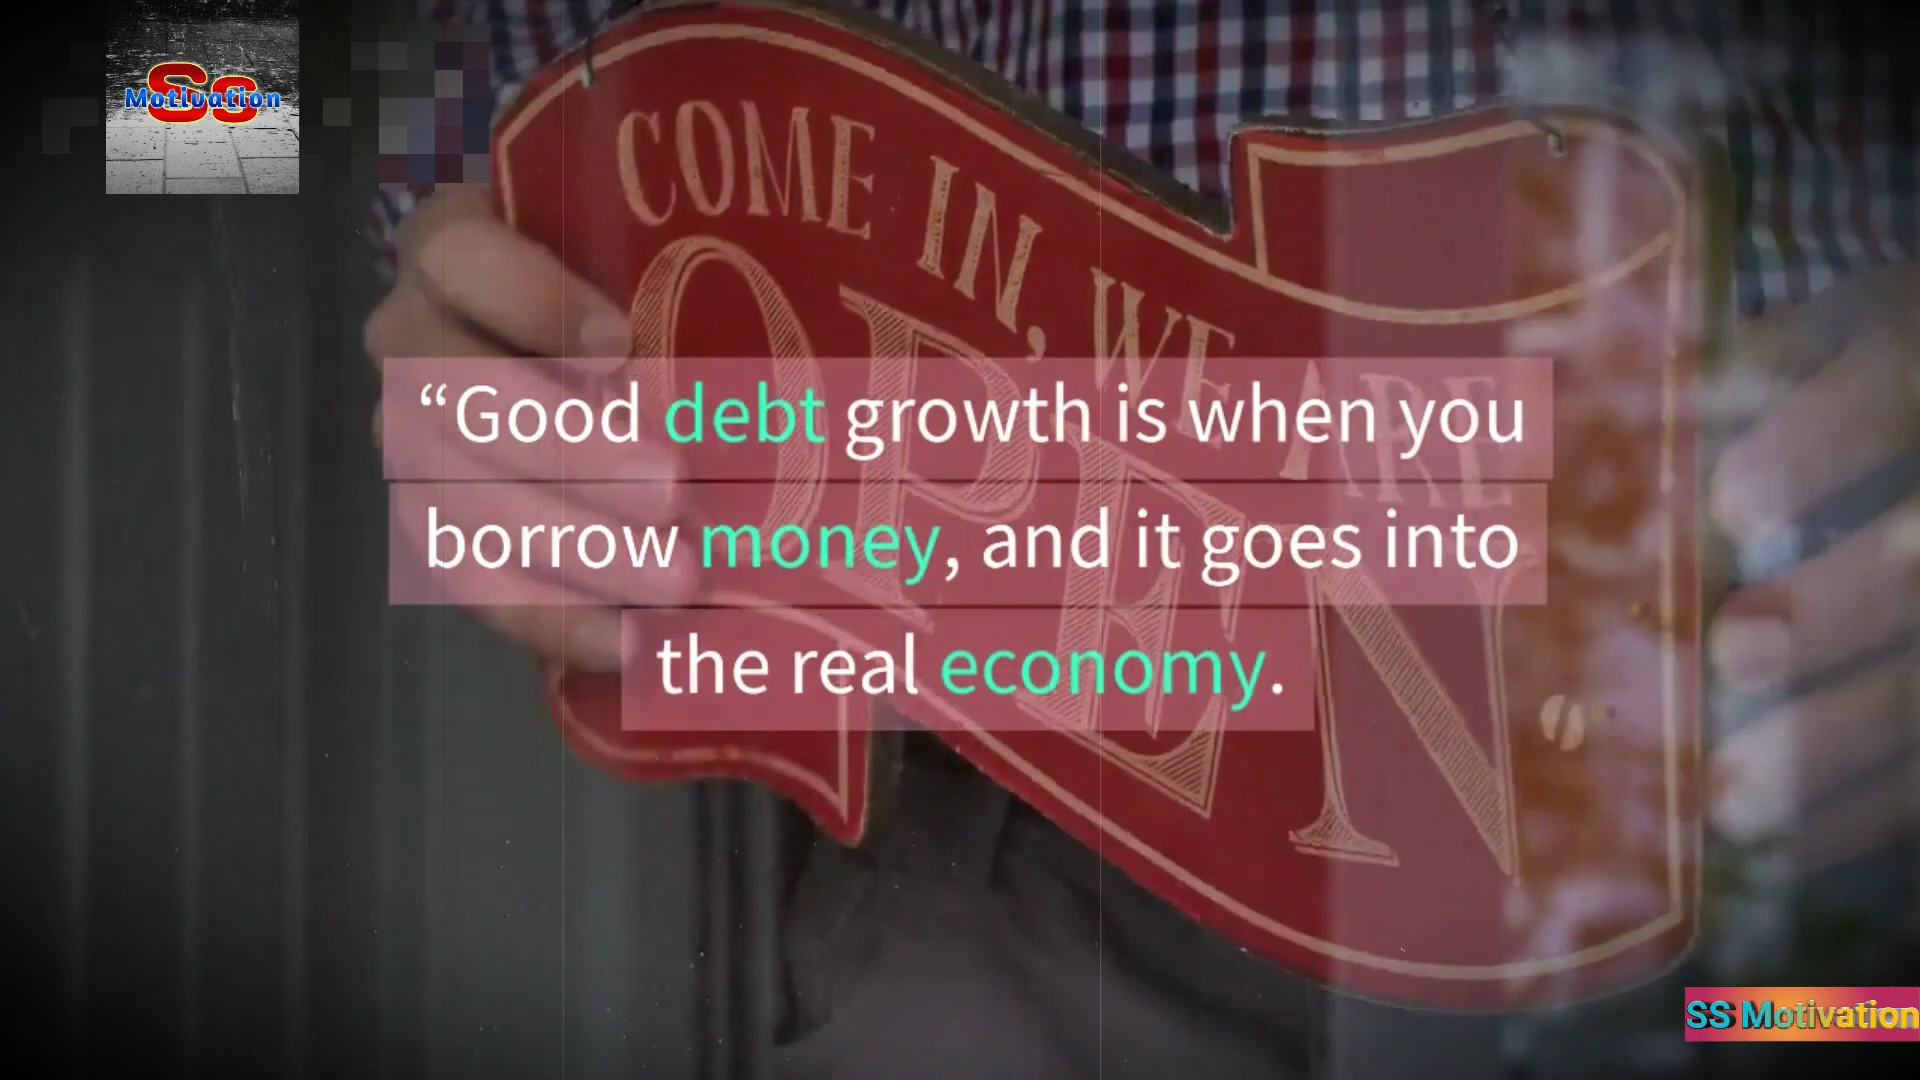 Ss
Motivation
COME IN, WE ARE
OPEN
“Good debt growth is when you
borrow money, and it goes into
the real economy.
SS Motivation